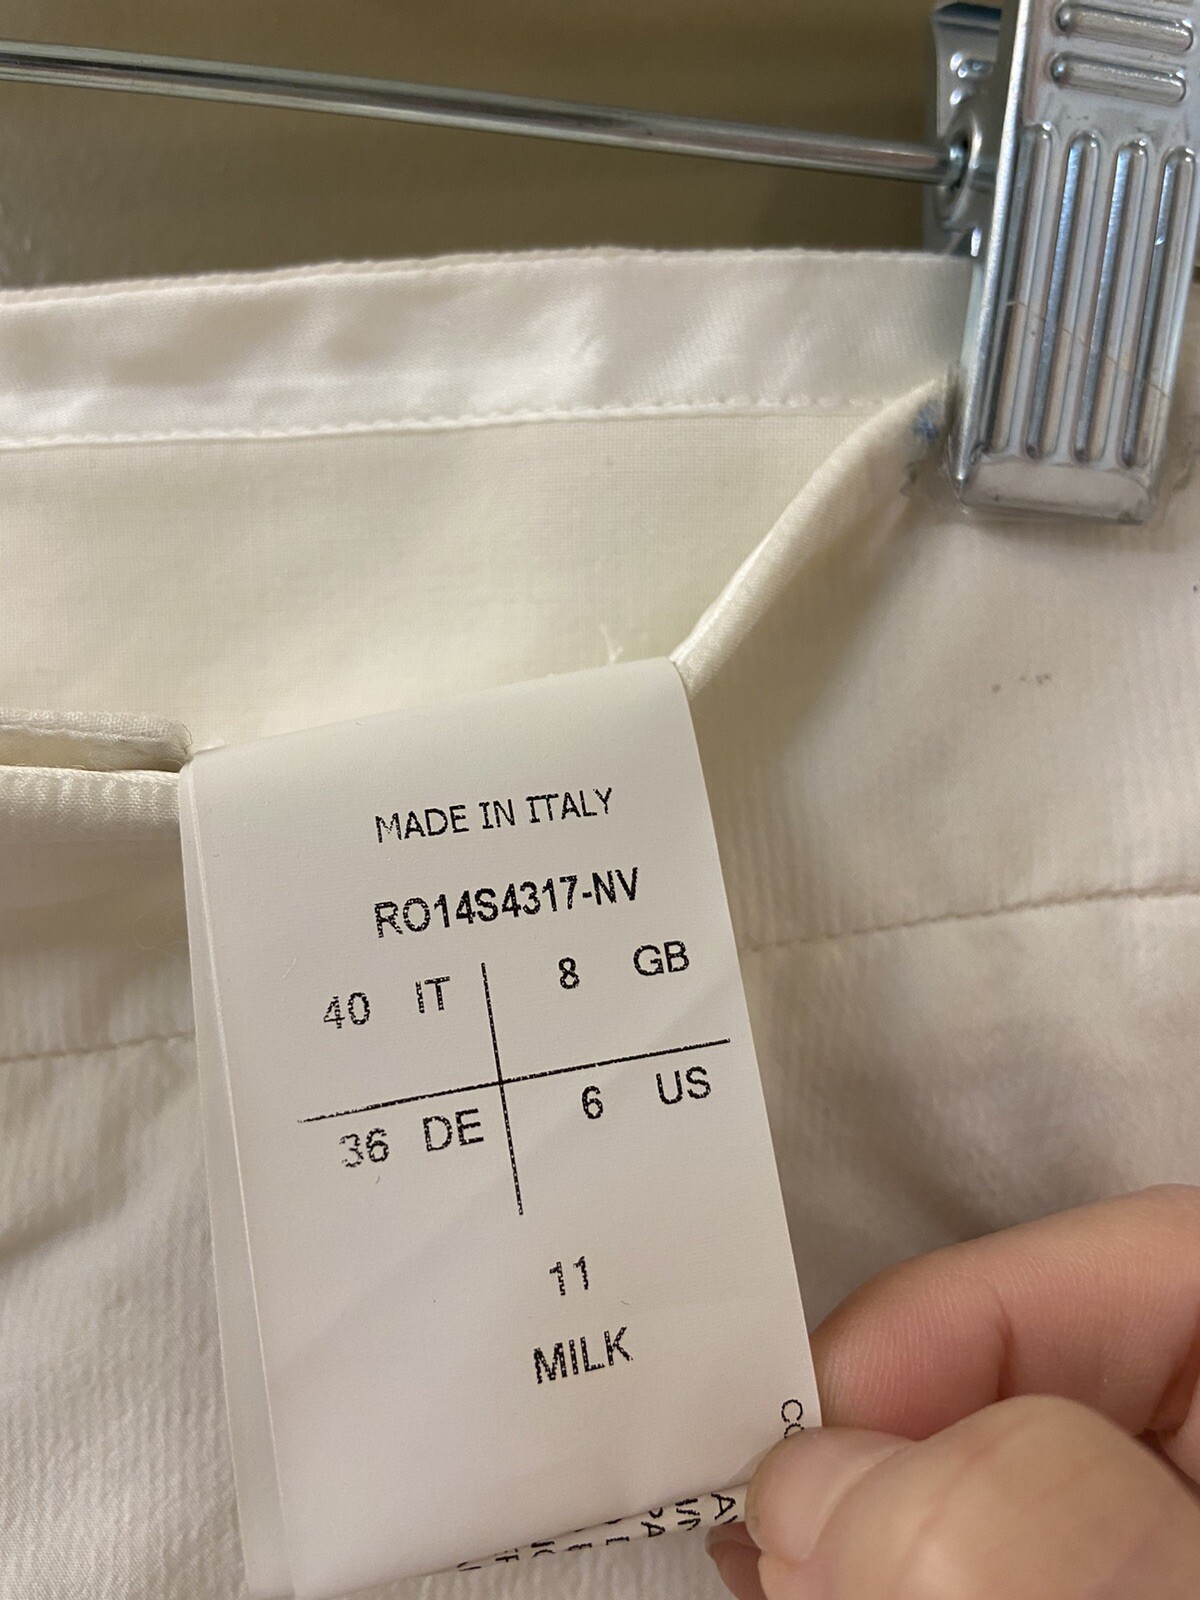 MADE IN ITALY
RO14S4317-NV
40 IT 8 GB
36 DE 6 US
11
MILK